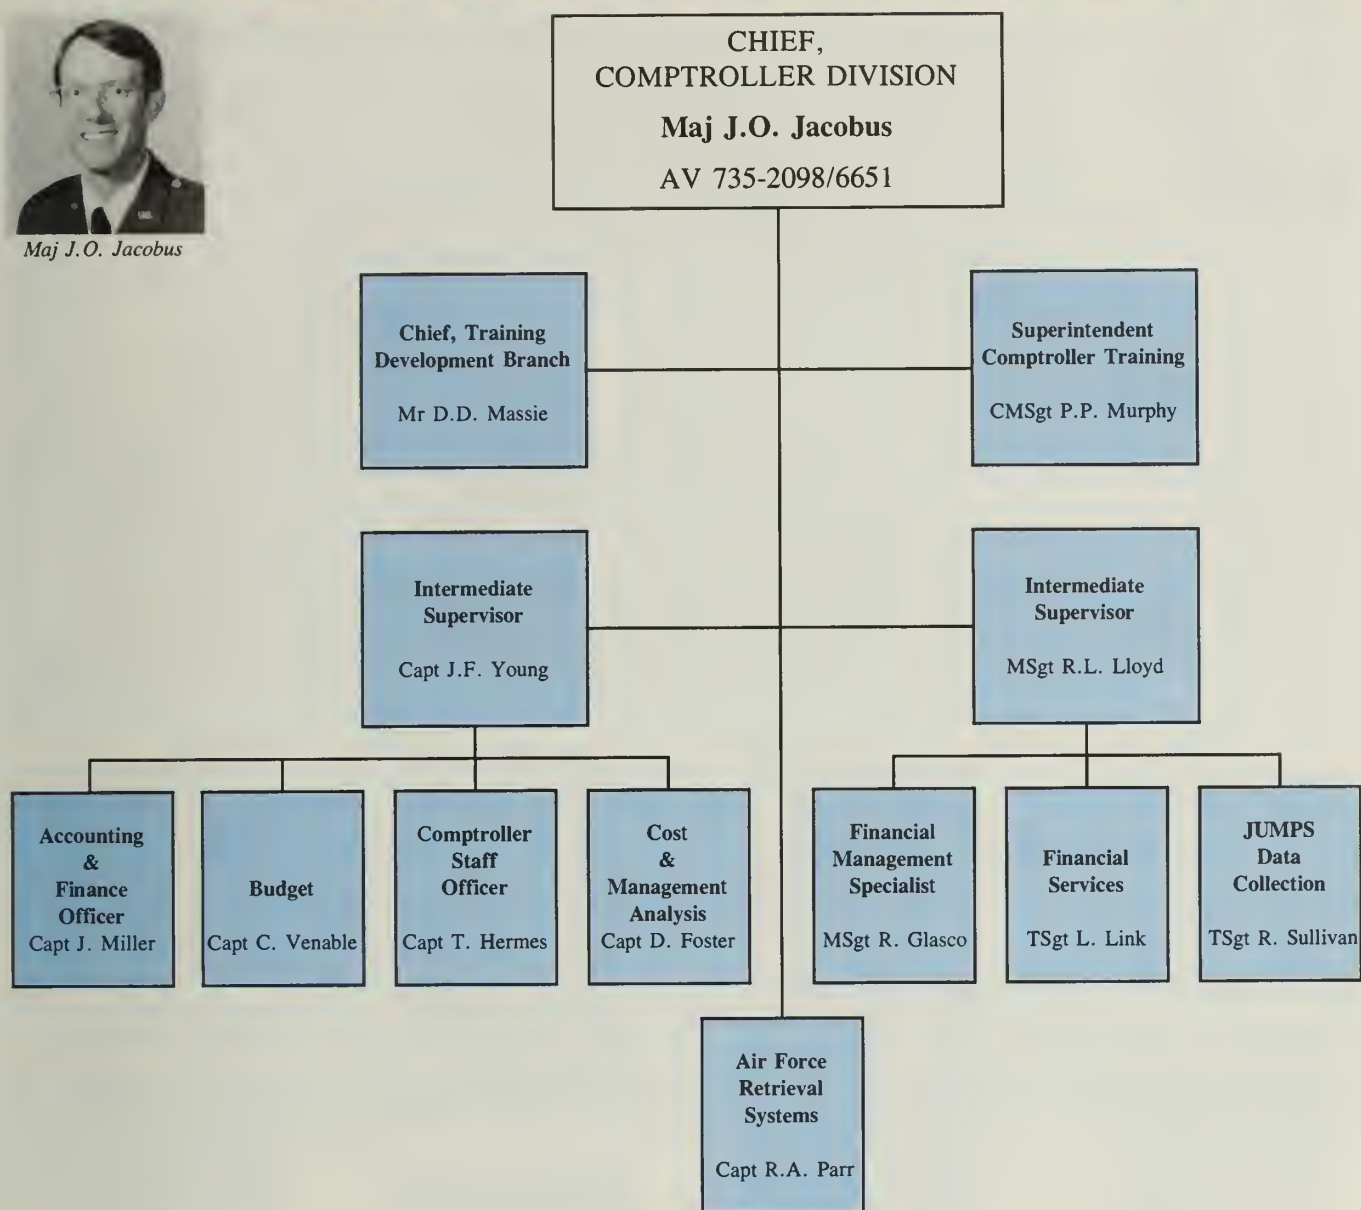 CHIEF,
COMPTROLLER DIVISION
Maj J.O. Jacobus
AV 735-2098/6651
Maj J.O. Jacobus
Chief, Training
Development Branch
Mr D.D. Massie
Superintendent
Comptroller Training
CMSgt P.P. Murphy
Intermediate
Supervisor
Capt J.F. Young
Intermediate
Supervisor
MSgt R.L. Lloyd
Accounting
&
Finance
Officer
Capt J. Miller
Budget
Capt C. Venable
Comptroller
Staff
Officer
Capt T. Hermes
Cost
&
Management
Analysis
Capt D. Foster
Financial
Management
Specialist
MSgt R. Glasco
Financial
Services
TSgt L. Link
JUMPS
Data
Collection
TSgt R. Sullivan
Air Force
Retrieval
Systems
Capt R.A. Parr